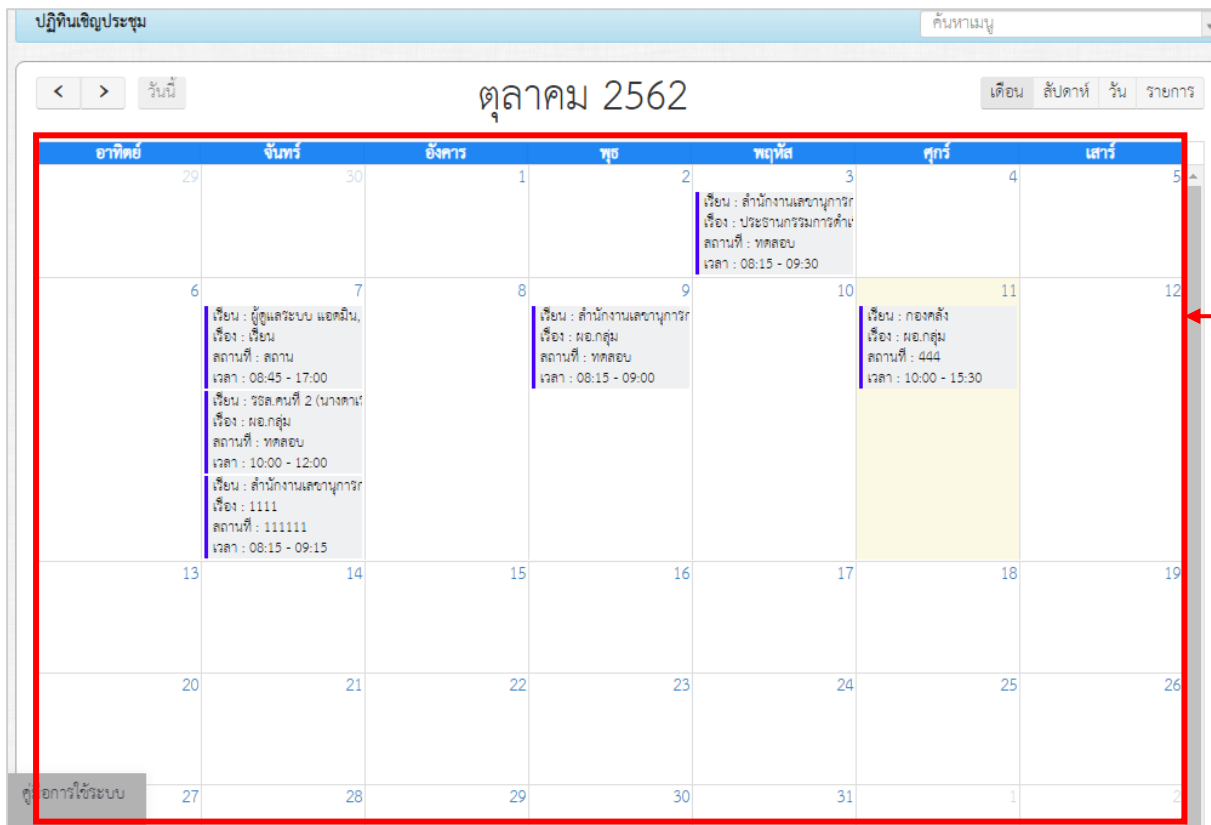 ปฏิทินเชิญประชุม
ค้นหาเมนู
< > วันนี้
ตุลาคม 2562
เดือน สัปดาห์ วัน รายการ
อาทิตย์ จันทร์ อังคาร พุธ พฤหัส ศุกร์ เสาร์
29 30 1 2 3 4 5
เรียน : สำนักงานเลขานุการก
เรื่อง : ประธานกรรมการดำเ
สถานที่ : ทดสอบ
เวลา : 08:15 - 09:30
6 7 8 9 10 11 12
เรียน : ผู้ดูแลระบบ แอดมิน,
เรื่อง : เรียน
สถานที่ : สถาน
เวลา : 08:45 - 17:00
เรียน : รธล.คนที่ 2
เรื่อง : ผอ.กลุ่ม
สถานที่ : ทดสอบ
เวลา : 10:00 - 12:00
เรียน : สำนักงานเลขานุการก
เรื่อง : 1111
สถานที่ : 111111
เวลา : 08:15 - 09:15
เรียน : สำนักงานเลขานุการก
เรื่อง : ผอ.กลุ่ม
สถานที่ : ทดสอบ
เวลา : 08:15 - 09:00
เรียน : กองคลัง
เรื่อง : ผอ.กลุ่ม
สถานที่ : 444
เวลา : 10:00 - 15:30
13 14 15 16 17 18 19
20 21 22 23 24 25 26
27 28 29 30 31 1 2
คู่มือการใช้ระบบ